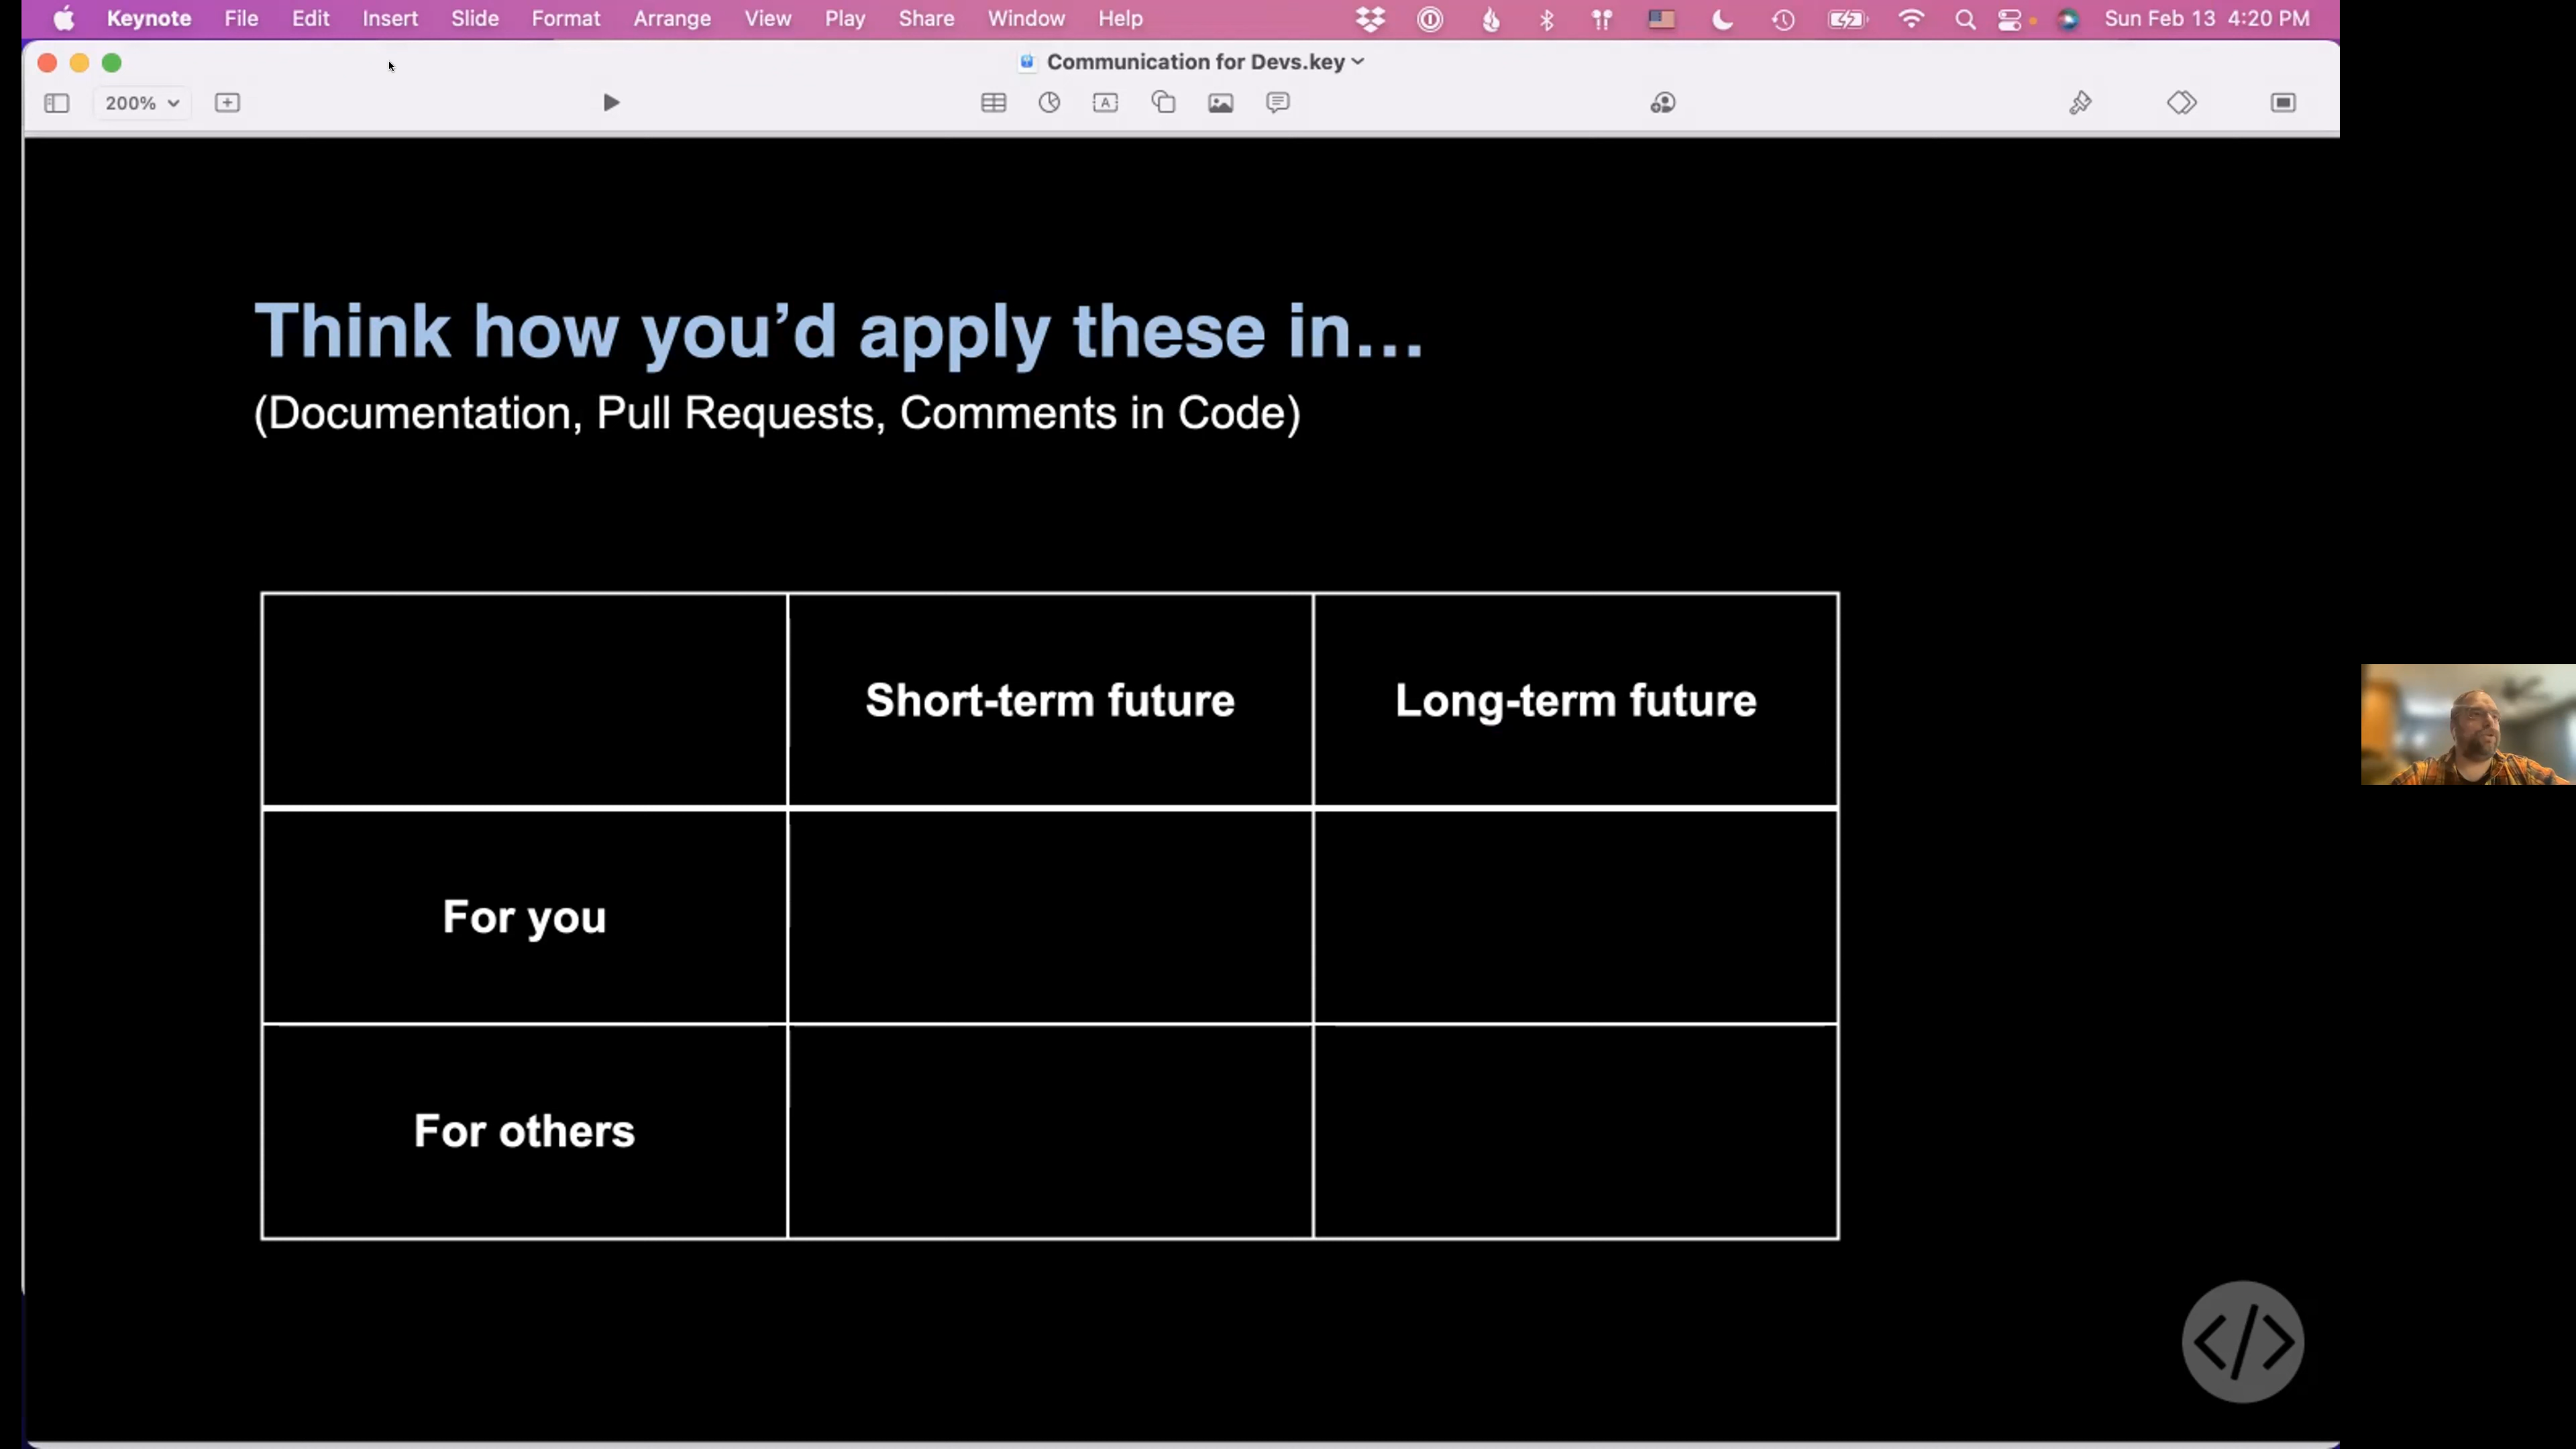 Keynote File Edit Insert Slide Format Arrange View Play Share Window Help Sun Feb 13 4:20 PM
Communication for Devs.key
200%
Think how you’d apply these in…
(Documentation, Pull Requests, Comments in Code)
Short-term future Long-term future
For you
For others